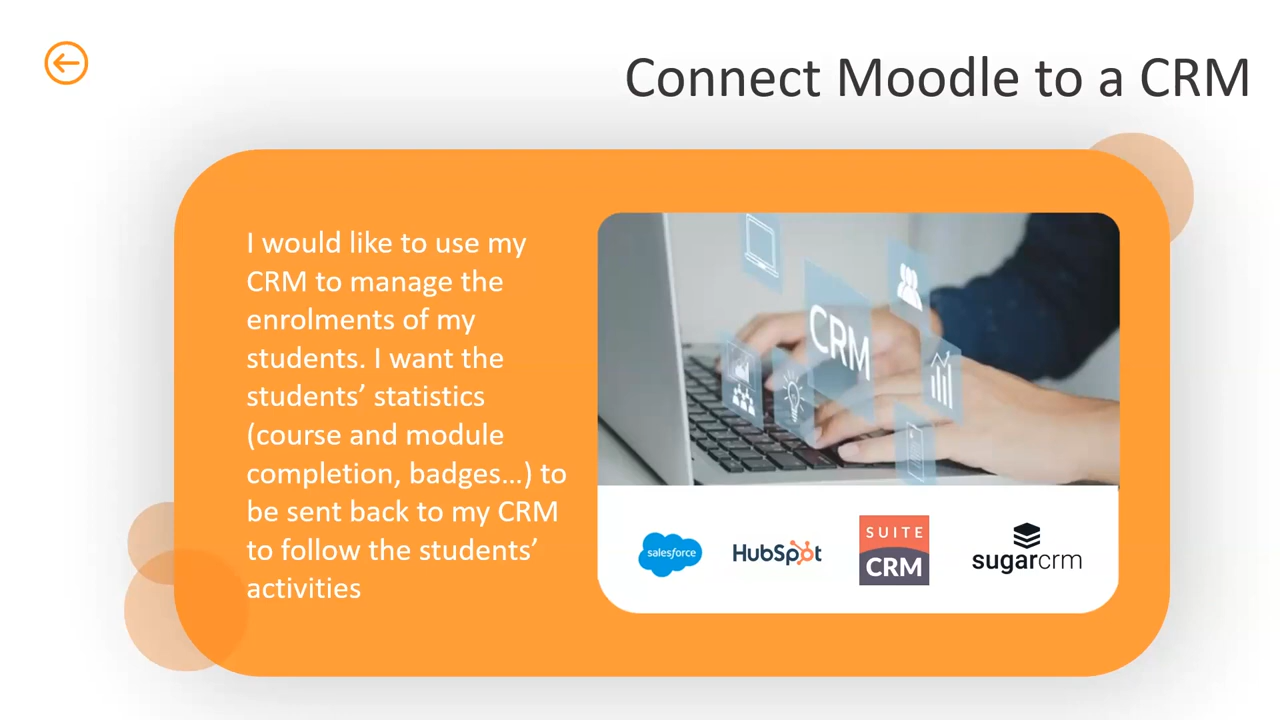 Connect Moodle to a CRM
I would like to use my
CRM to manage the
enrolments of my
students. I want the
students’ statistics
(course and module
completion, badges…) to
be sent back to my CRM
to follow the students’
activities
CRM
salesforce
HubSpot
SUITE
CRM
sugarcrm